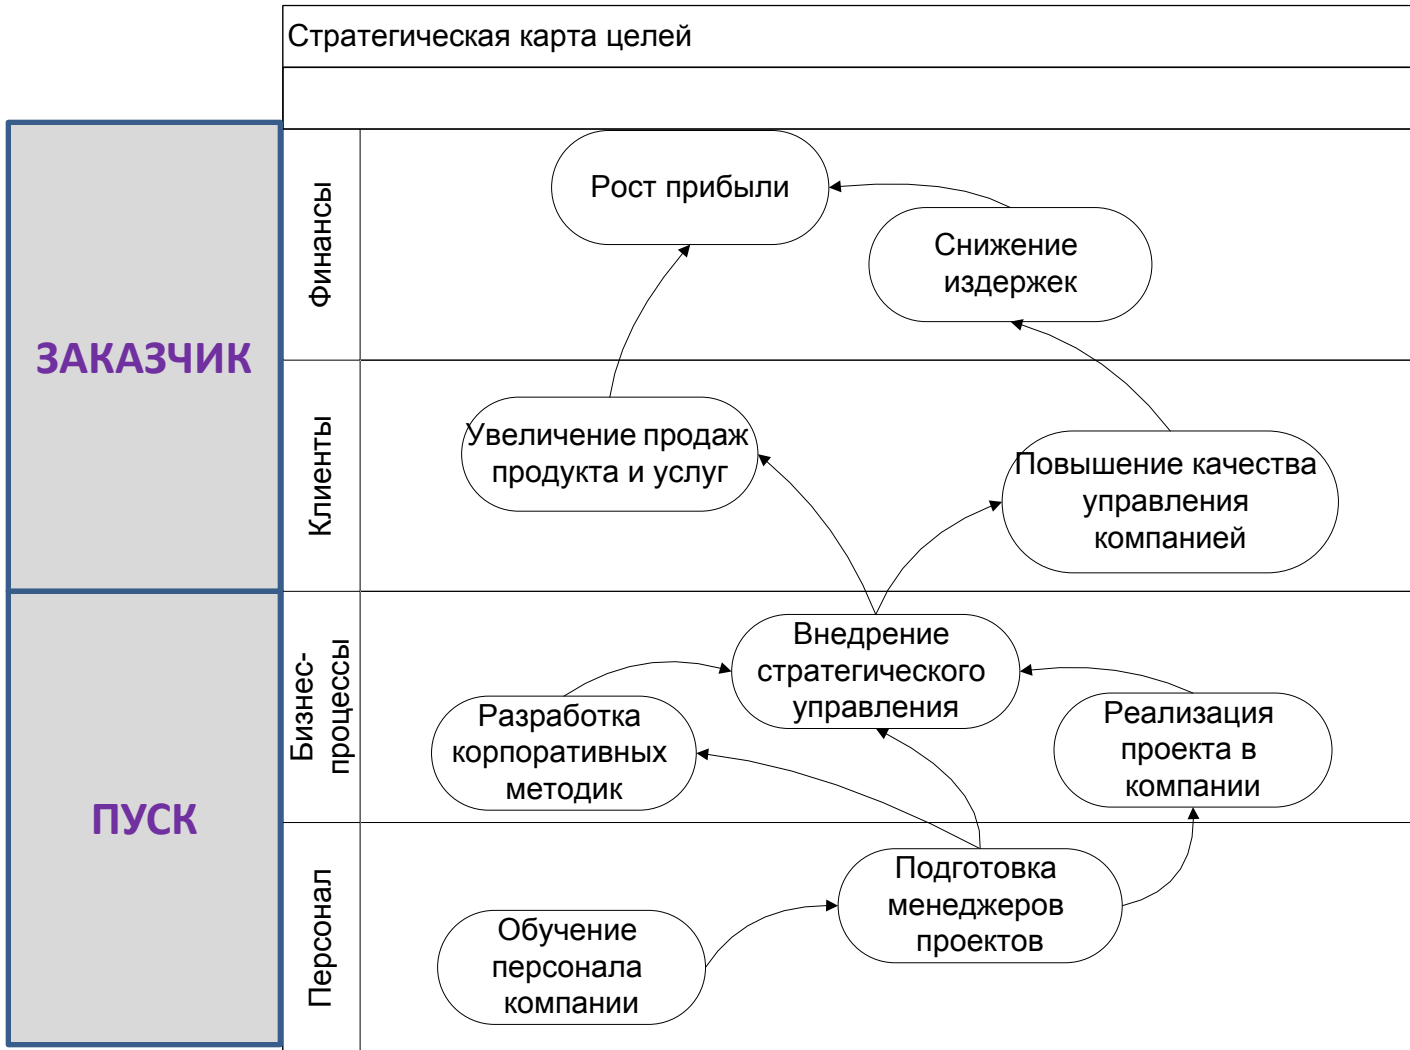 Стратегическая карта целей
ЗАКАЗЧИК
Финансы
Рост прибыли
Снижение
издержек
Клиенты
Увеличение продаж
продукта и услуг
Повышение качества
управления
компанией
ПУСК
Бизнес-
процессы
Внедрение
стратегического
управления
Разработка
корпоративных
методик
Реализация
проекта в
компании
Персонал
Подготовка
менеджеров
проектов
Обучение
персонала
компании